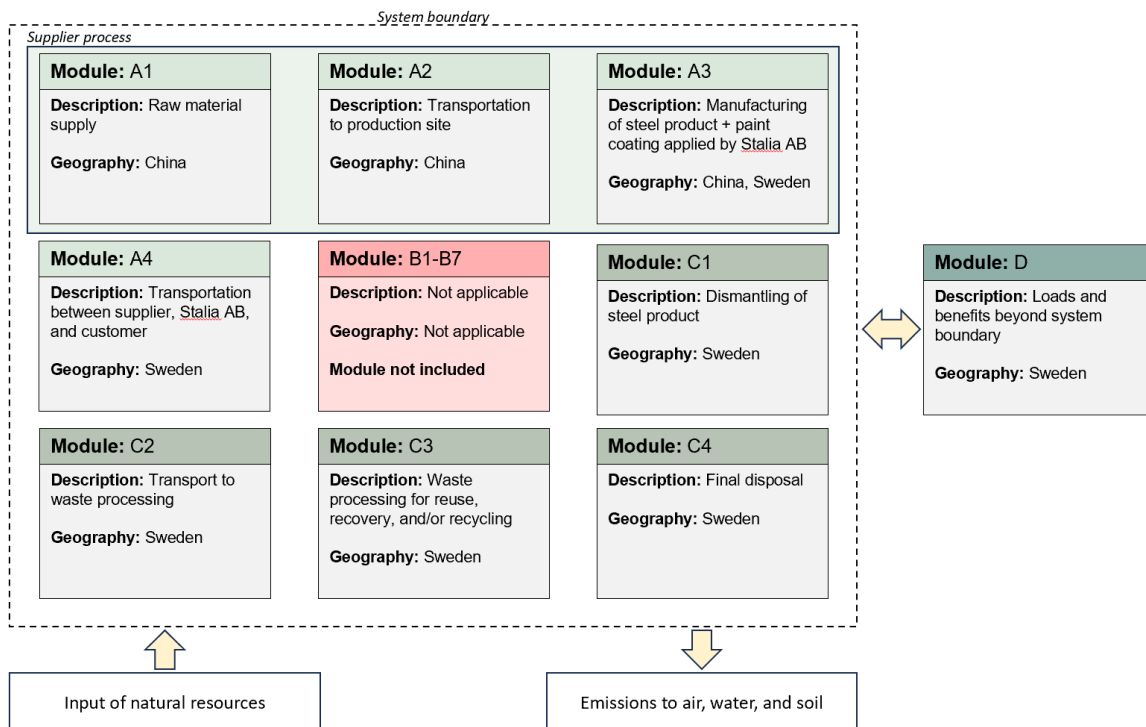 System boundary
Supplier process
Module: A1
Description: Raw material
supply
Geography: China
Module: A2
Description: Transportation
to production site
Geography: China
Module: A3
Description: Manufacturing
of steel product + paint
coating applied by Stalia AB
Geography: China, Sweden
Module: A4
Description: Transportation
between supplier, Stalia AB,
and customer
Geography: Sweden
Module: B1-B7
Description: Not applicable
Geography: Not applicable
Module not included
Module: C1
Description: Dismantling of
steel product
Geography: Sweden
Module: D
Description: Loads and
benefits beyond system
boundary
Geography: Sweden
Module: C2
Description: Transport to
waste processing
Geography: Sweden
Module: C3
Description: Waste
processing for reuse,
recovery, and/or recycling
Geography: Sweden
Module: C4
Description: Final disposal
Geography: Sweden
Input of natural resources
Emissions to air, water, and soil